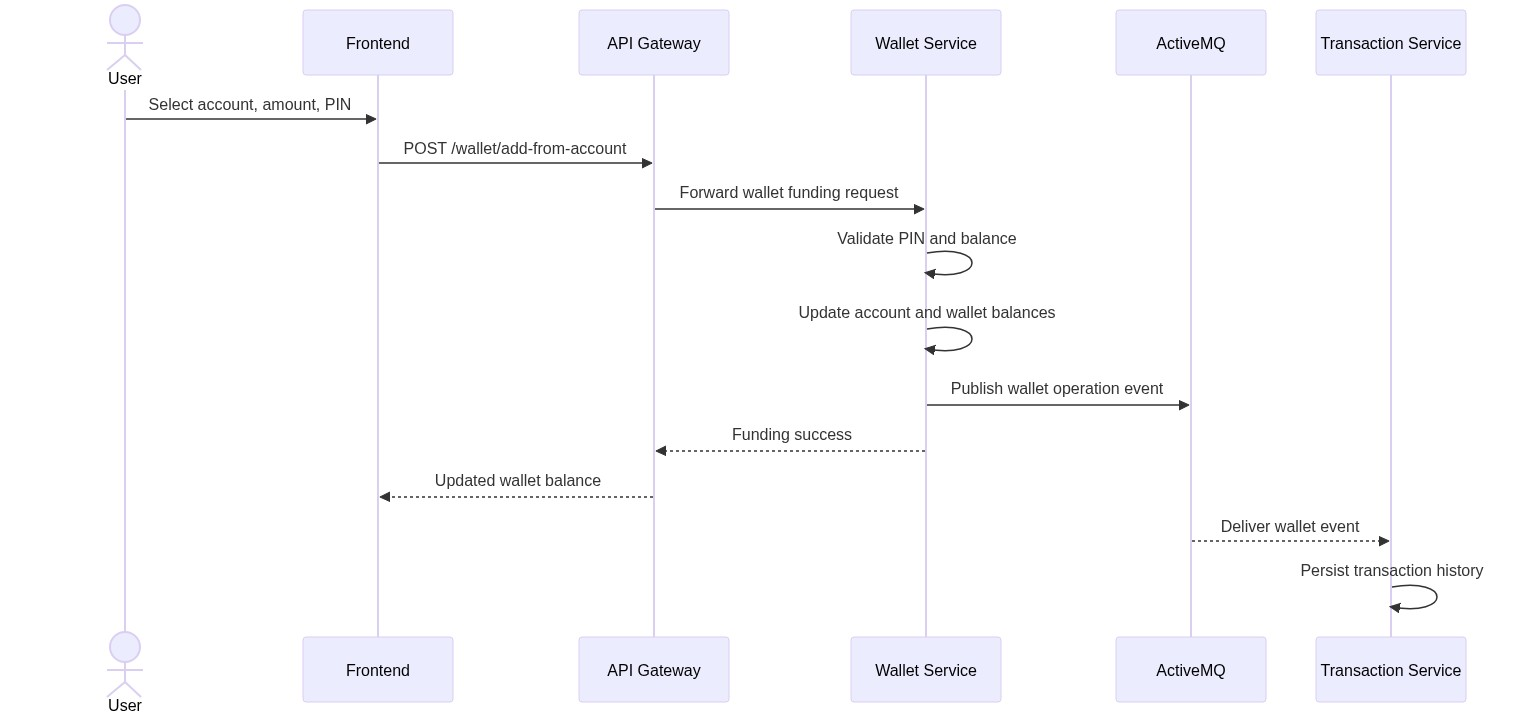 Frontend
API Gateway
Wallet Service
ActiveMQ
Transaction Service
User
Select account, amount, PIN
POST /wallet/add-from-account
Forward wallet funding request
Validate PIN and balance
Update account and wallet balances
Publish wallet operation event
Funding success
Updated wallet balance
Deliver wallet event
Persist transaction history
Frontend
API Gateway
Wallet Service
ActiveMQ
Transaction Service
User